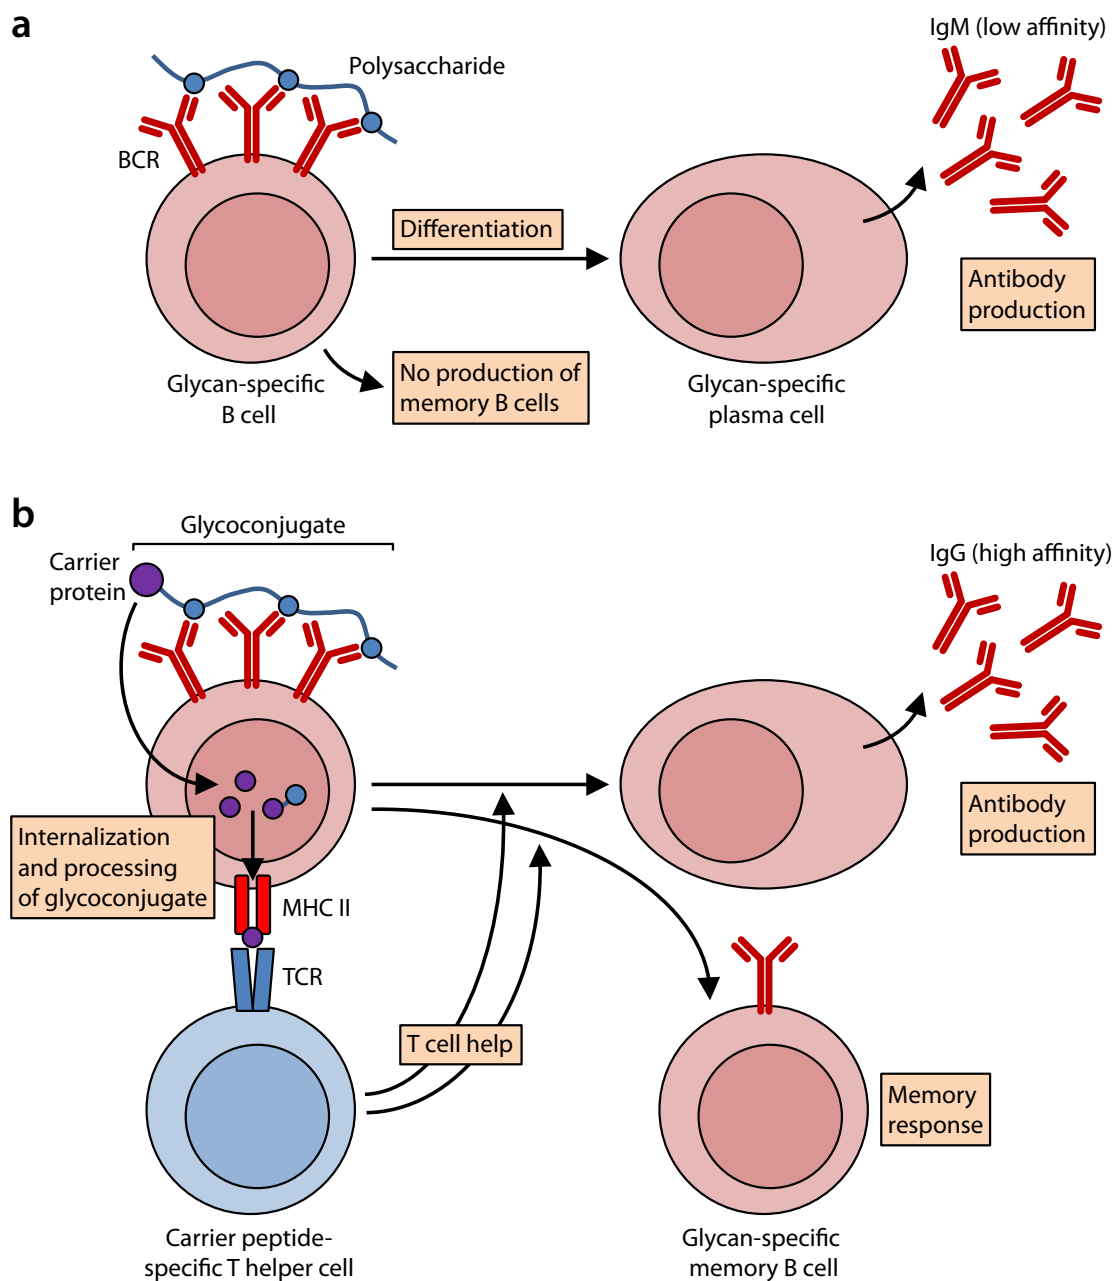 a
IgM (low affinity)
Polysaccharide
BCR
Differentiation
Antibody
production
No production of
memory B cells
Glycan-specific
B cell
Glycan-specific
plasma cell
b
Glycoconjugate
Carrier
protein
IgG (high affinity)
Antibody
production
Internalization
and processing
of glycoconjugate
MHC II
TCR
T cell help
Memory
response
Carrier peptide-
specific T helper cell
Glycan-specific
memory B cell